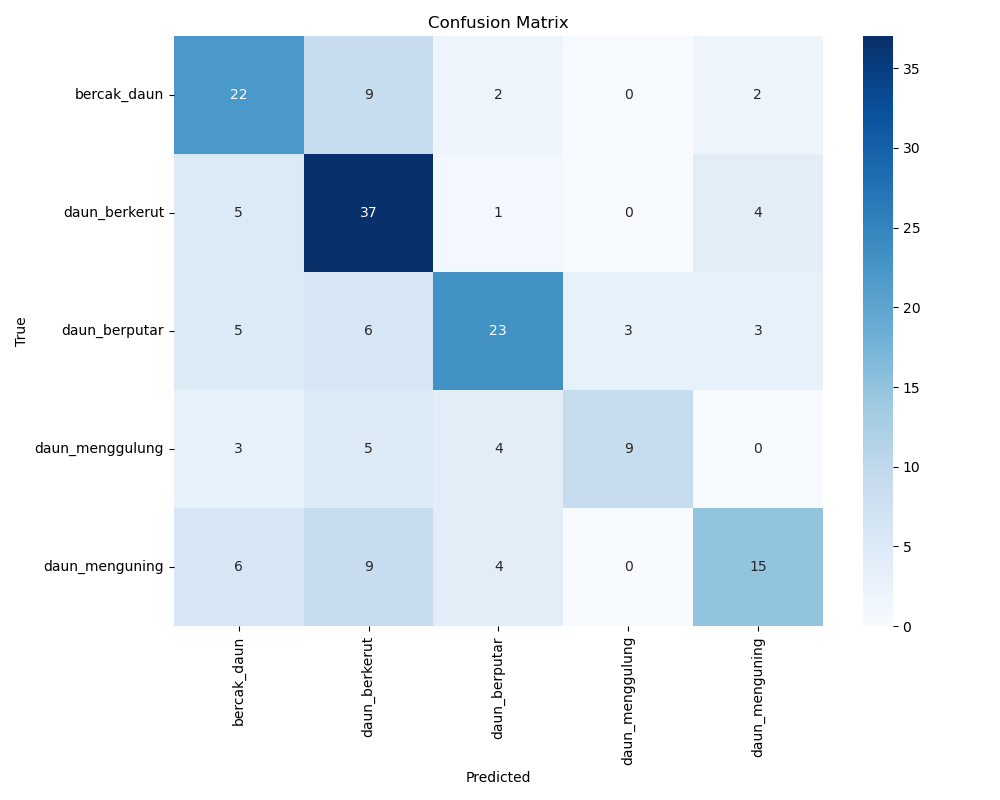 Confusion Matrix
True
bercak_daun 22 9 2 0 2
daun_berkerut 5 37 1 0 4
daun_berputar 5 6 23 3 3
daun_menggulung 3 5 4 9 0
daun_menguning 6 9 4 0 15
bercak_daun daun_berkerut daun_berputar daun_menggulung daun_menguning
Predicted
35
30
25
20
15
10
5
0